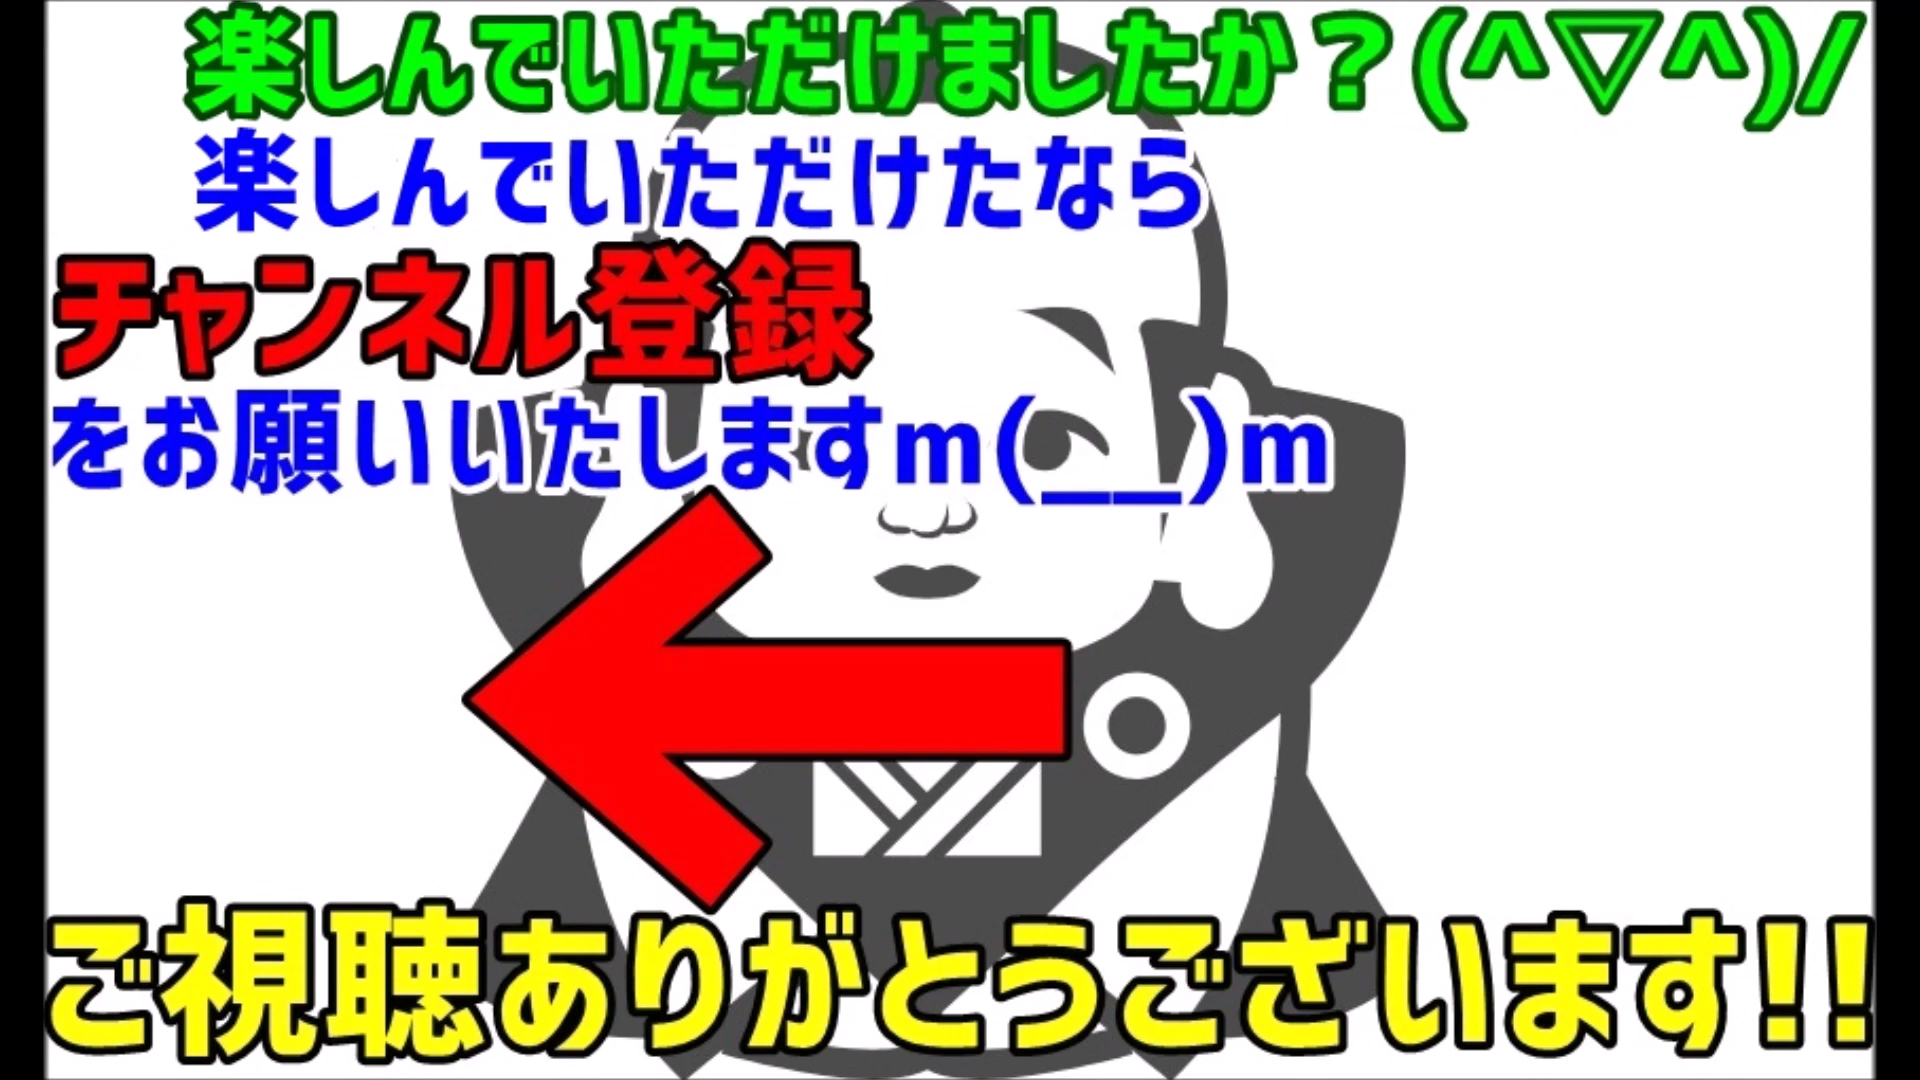 楽しんでいただけましたか？(^▽^)/
楽しんでいただけたなら
チャンネル登録
をお願いいたしますm(__)m
ご視聴ありがとうございます!!